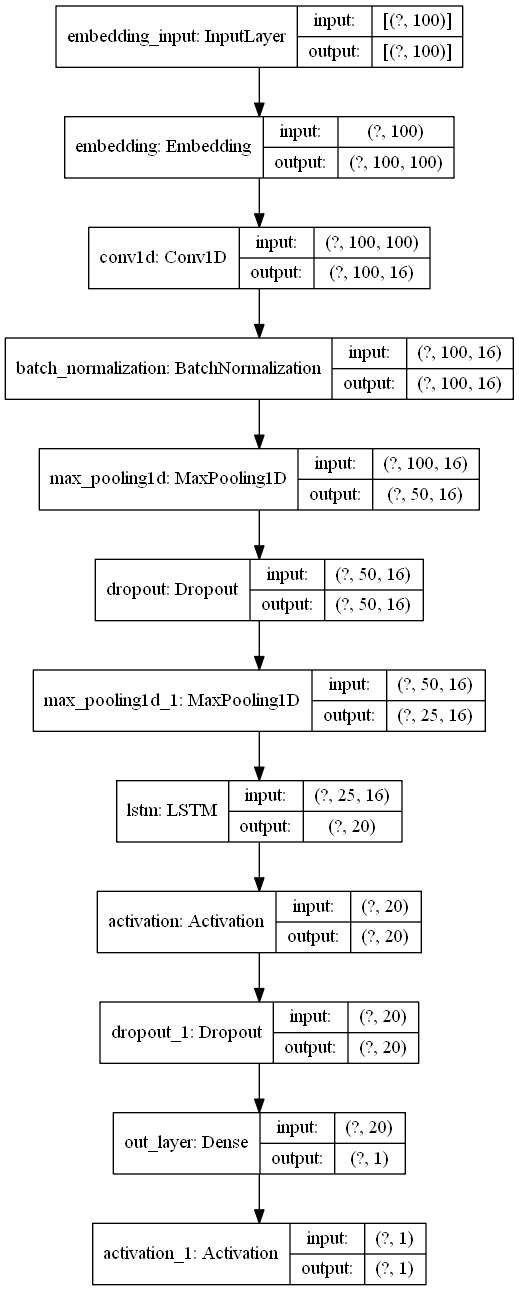 embedding_input: InputLayer
input: [(?, 100)]
output: [(?, 100)]
embedding: Embedding
input: (?, 100)
output: (?, 100, 100)
conv1d: Conv1D
input: (?, 100, 100)
output: (?, 100, 16)
batch_normalization: BatchNormalization
input: (?, 100, 16)
output: (?, 100, 16)
max_pooling1d: MaxPooling1D
input: (?, 100, 16)
output: (?, 50, 16)
dropout: Dropout
input: (?, 50, 16)
output: (?, 50, 16)
max_pooling1d_1: MaxPooling1D
input: (?, 50, 16)
output: (?, 25, 16)
lstm: LSTM
input: (?, 25, 16)
output: (?, 20)
activation: Activation
input: (?, 20)
output: (?, 20)
dropout_1: Dropout
input: (?, 20)
output: (?, 20)
out_layer: Dense
input: (?, 20)
output: (?, 1)
activation_1: Activation
input: (?, 1)
output: (?, 1)